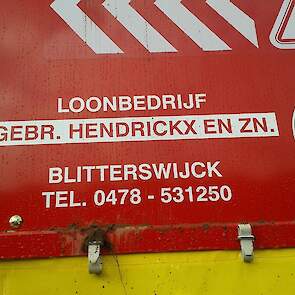 LOONBEDRIJF
GEBR. HENDRICKX EN ZN.
BLITTERSWIJCK
TEL. 0478 - 531250